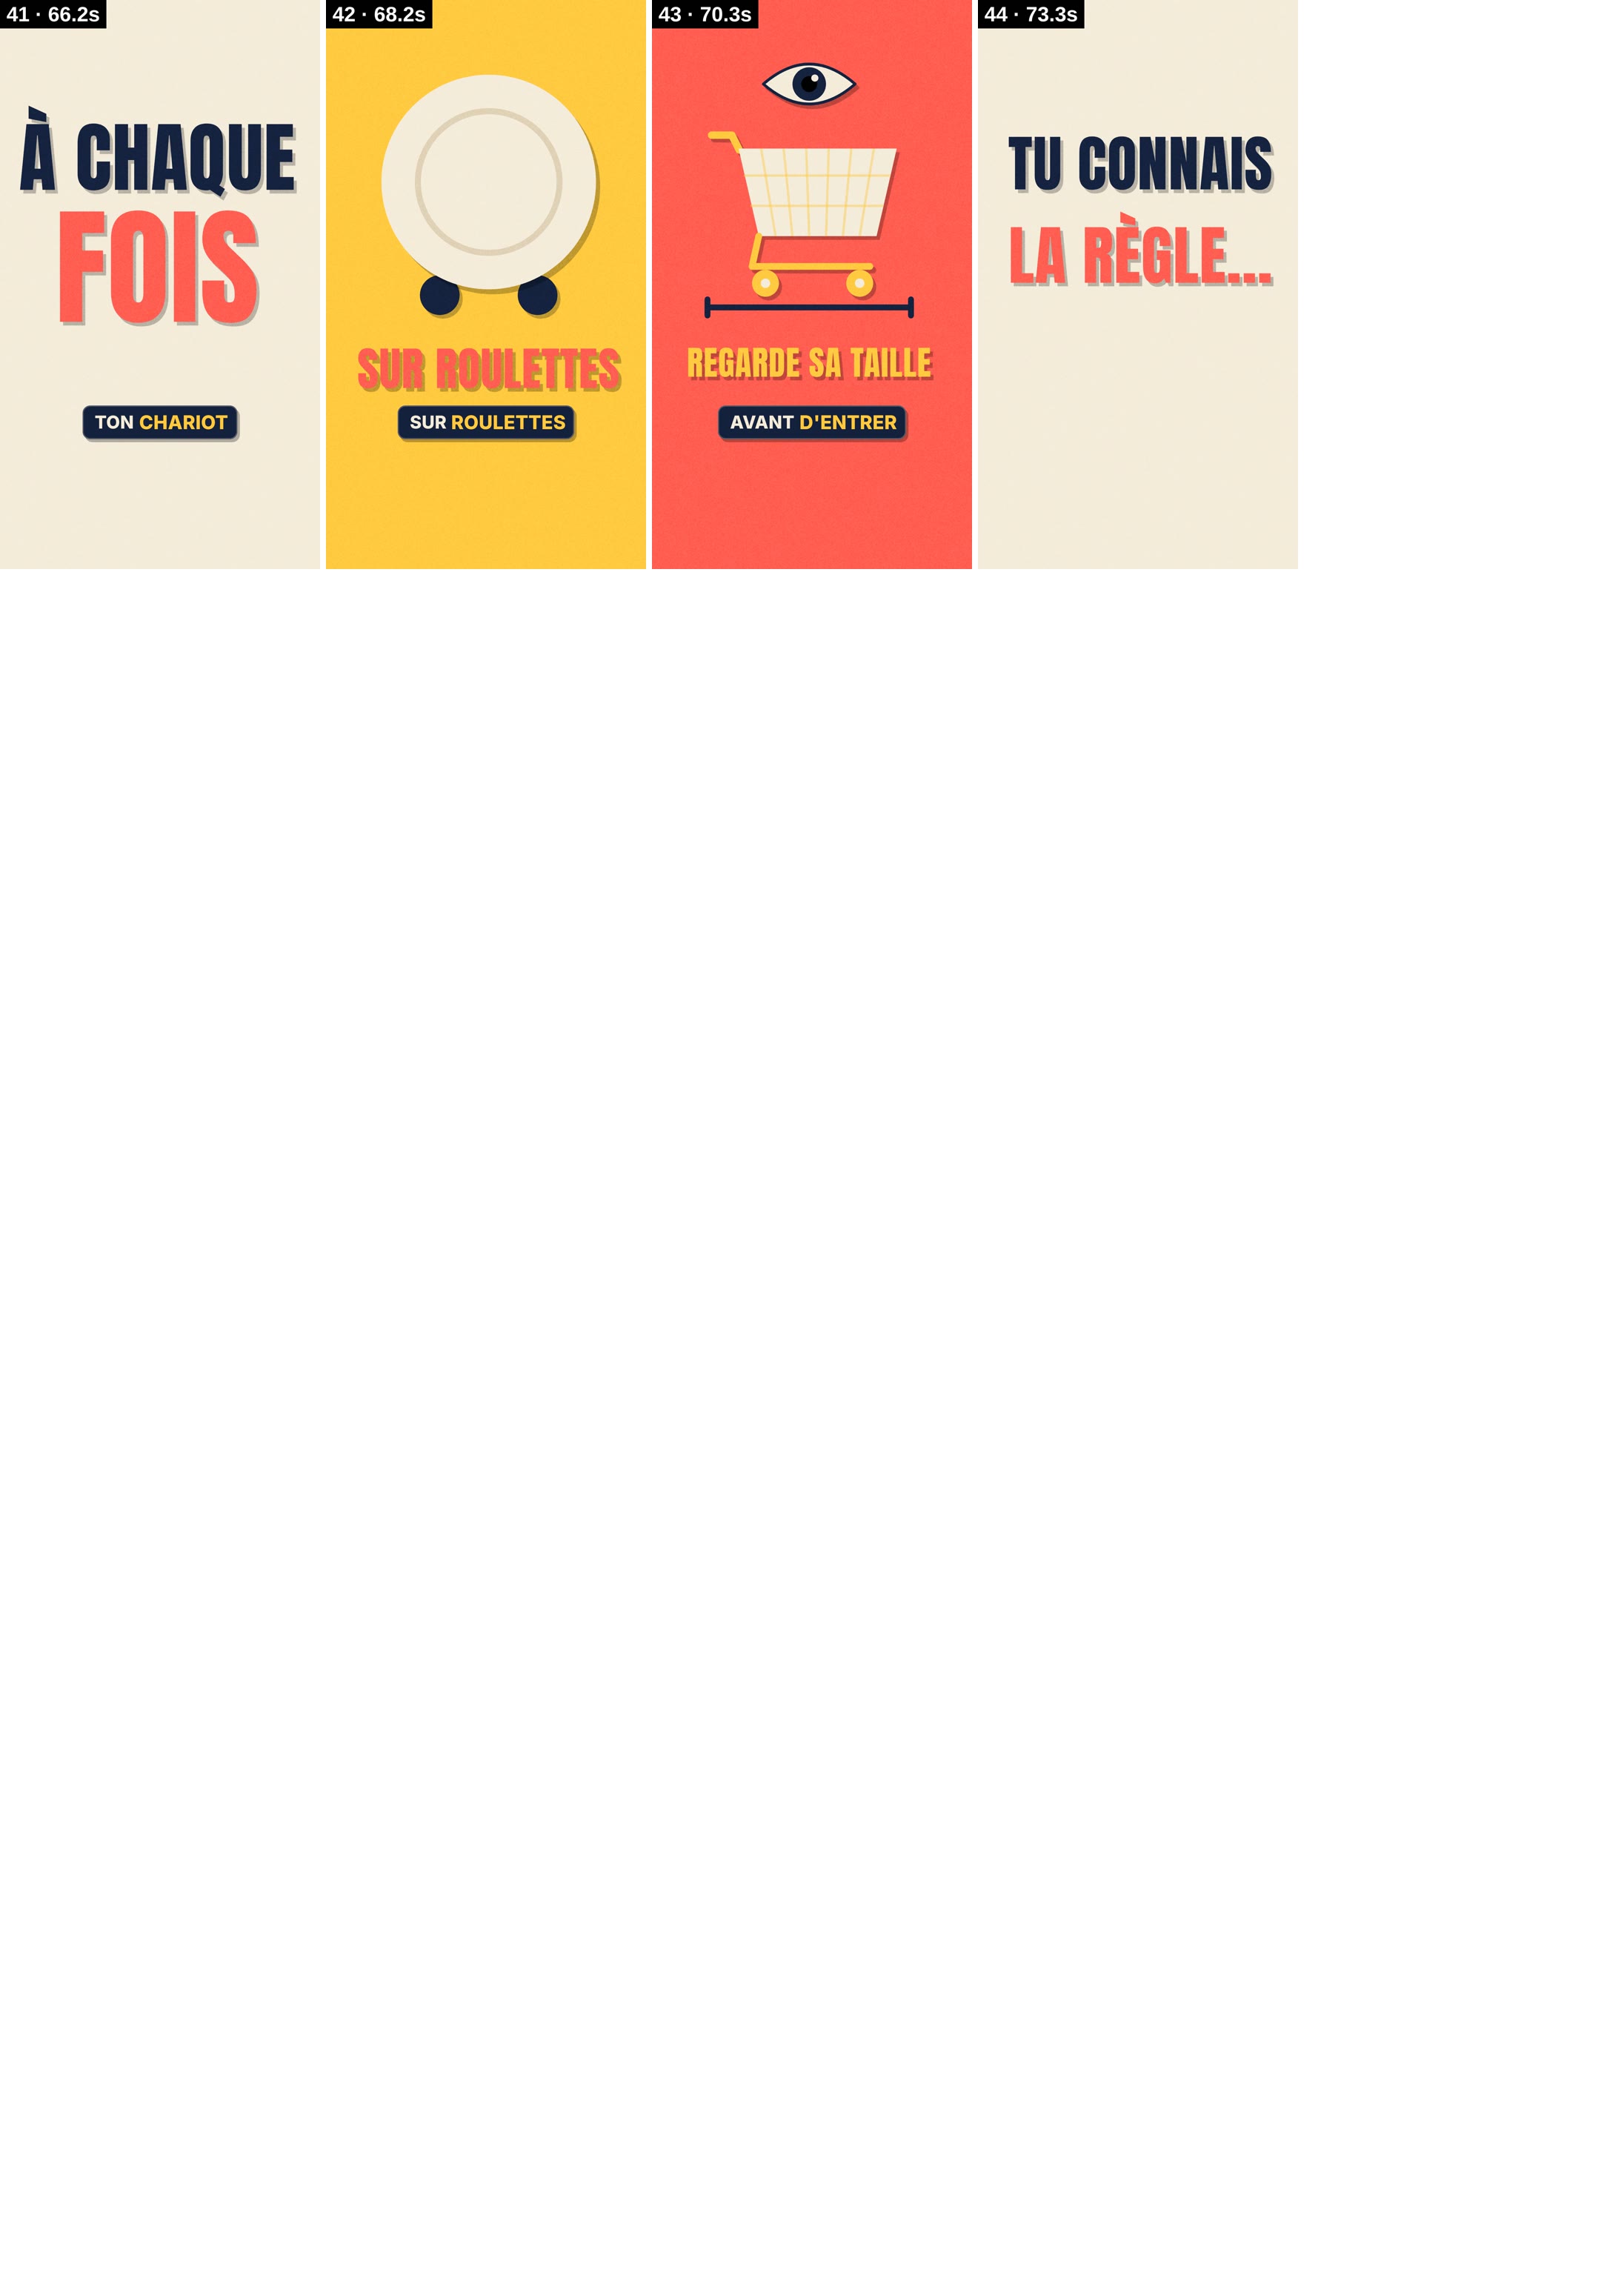 41 · 66.2s
À CHAQUE
FOIS
TON CHARIOT
42 · 68.2s
SUR ROULETTES
SUR ROULETTES
43 · 70.3s
REGARDE SA TAILLE
AVANT D'ENTRER
44 · 73.3s
TU CONNAIS
LA RÈGLE...